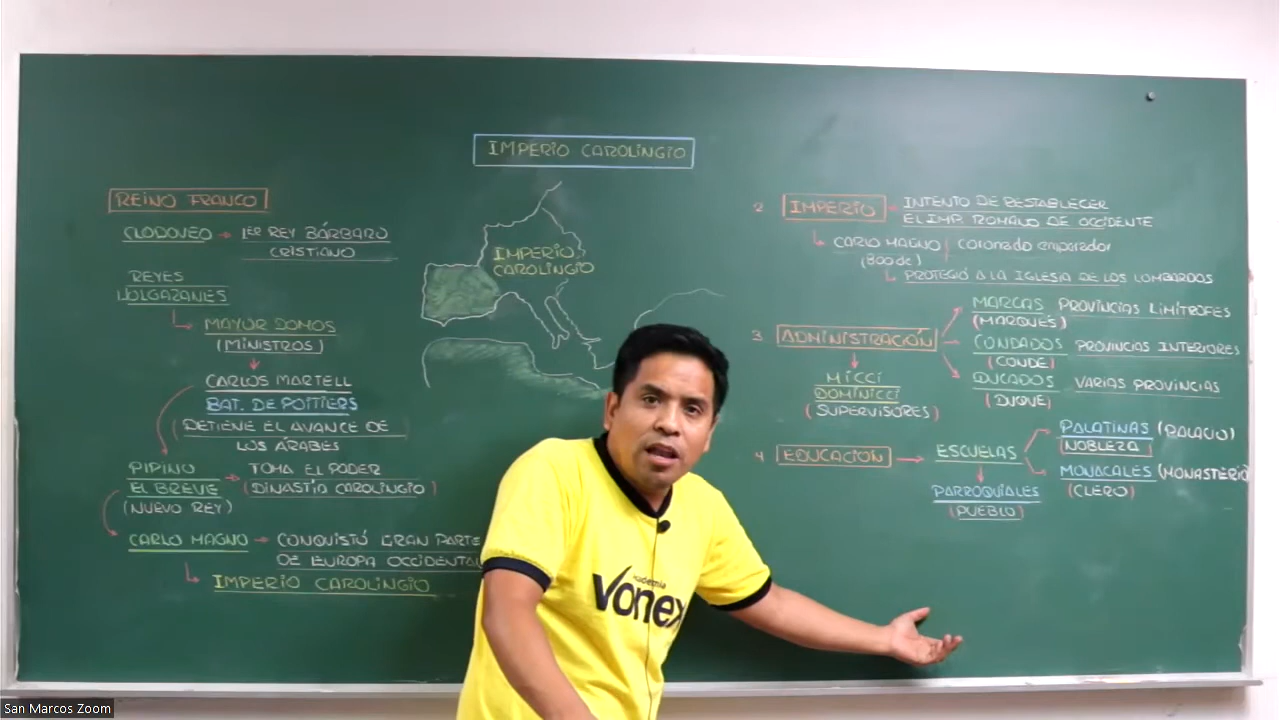 IMPERIO CAROLINGIO
REINO FRANCO
CLODOVEO → 1ER REY BÁRBARO
CRISTIANO
REYES
HOLGAZANES
MAYOR DOMOS
(MINISTROS)
CARLOS MARTELL
BAT. DE POITIERS
(DETIENE EL AVANCE DE
LOS ÁRABES
PIPINO → TOMA EL PODER
EL BREVE (DINASTÍA CAROLINGIO)
(NUEVO REY)
CARLO MAGNO → CONQUISTÓ GRAN PARTE
DE EUROPA OCCIDENTAL
IMPERIO CAROLINGIO
IMPERIO
CAROLINGIO
2 IMPERIO → INTENTO DE RESTABLECER
EL IMP. ROMANO DE OCCIDENTE
CARLO MAGNO coronado emperador
(800 dc)
PROTEGIÓ A LA IGLESIA DE LOS LOMBARDOS
3 ADMINISTRACIÓN
MARCAS PROVINCIAS LIMÍTROFES
(MARQUÉS)
CONDADOS PROVINCIAS INTERIORES
(CONDE)
DUCADOS VARIAS PROVINCIAS
(DUQUE)
MICCI
DOMINICCI
(SUPERVISORES)
4 EDUCACIÓN → ESCUELAS
PALATINAS (PALACIO)
NOBLEZA
MONACALES (MONASTERIO
(CLERO)
PARROQUIALES
(PUEBLO)
Academia
Vonex
San Marcos Zoom